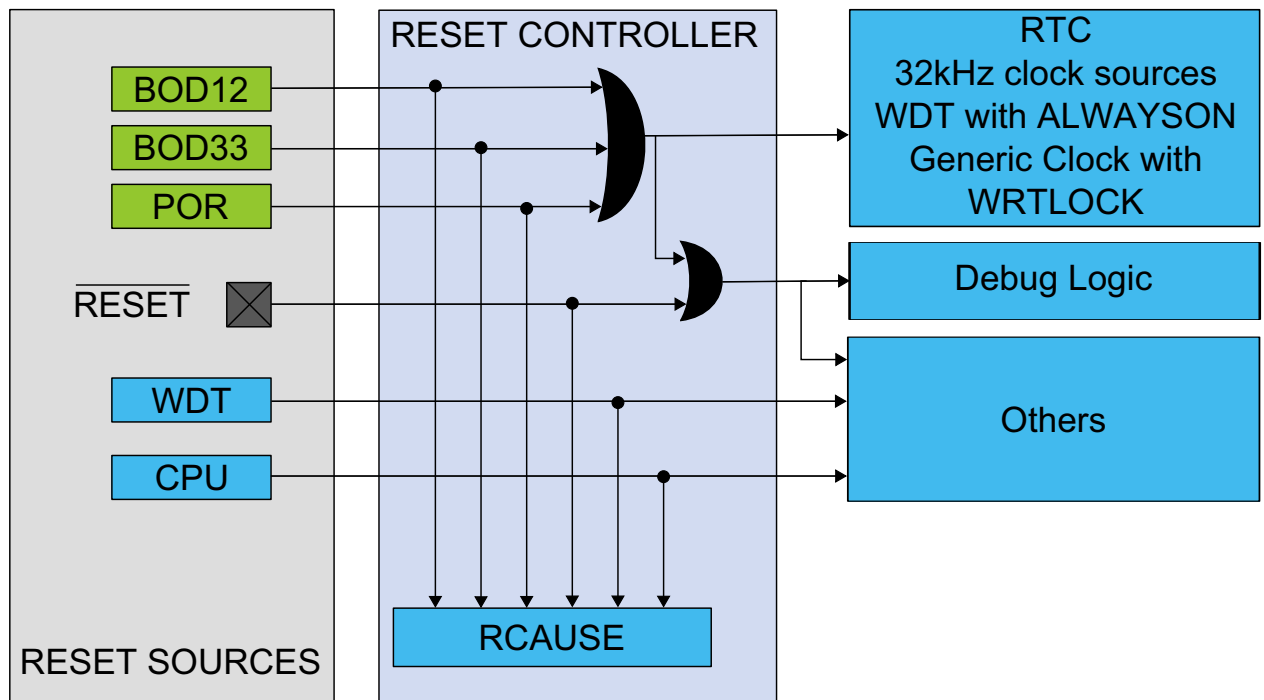 RESET CONTROLLER
BOD12
BOD33
POR
RESET
WDT
CPU
RESET SOURCES
RCAUSE
RTC
32kHz clock sources
WDT with ALWAYSON
Generic Clock with
WRTLOCK
Debug Logic
Others